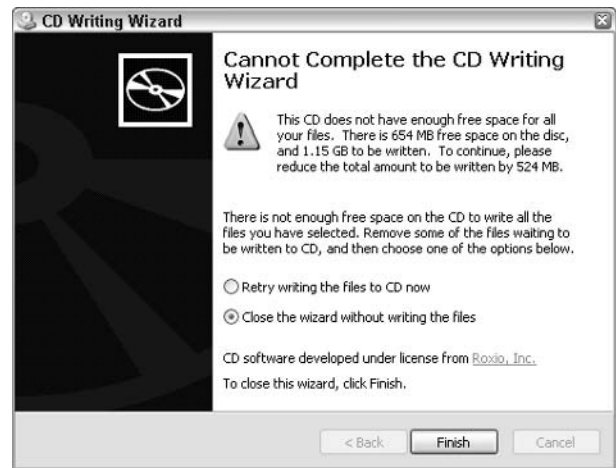 CD Writing Wizard
Cannot Complete the CD Writing
Wizard
This CD does not have enough free space for all
your files. There is 654 MB free space on the disc,
and 1.15 GB to be written. To continue, please
reduce the total amount to be written by 524 MB.
There is not enough free space on the CD to write all the
files you have selected. Remove some of the files waiting to
be written to CD, and then choose one of the options below.
Retry writing the files to CD now
Close the wizard without writing the files
CD software developed under license from Roxio, Inc.
To close this wizard, click Finish.
< Back Finish Cancel